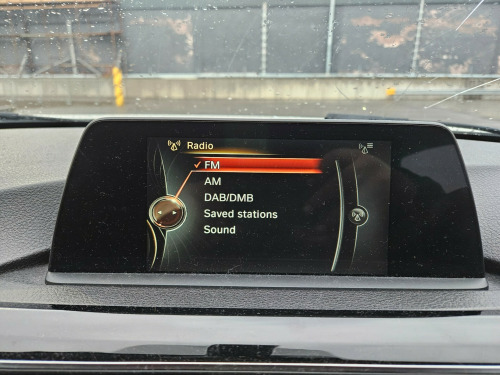 Radio
FM
AM
DAB/DMB
Saved stations
Sound